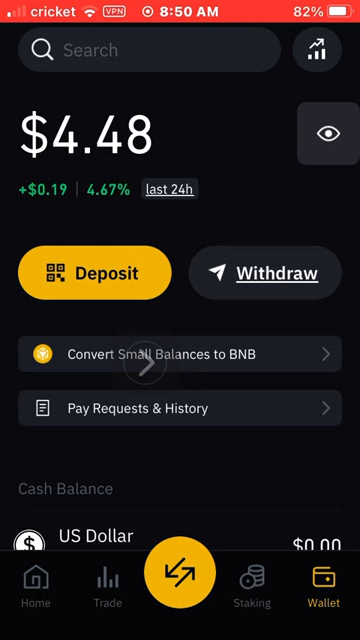 cricket VPN 8:50 AM 82%
Search
$4.48
+$0.19 4.67% last 24h
Deposit
Withdraw
Convert Small Balances to BNB
Pay Requests & History
Cash Balance
US Dollar
$0.00
Home Trade Staking Wallet